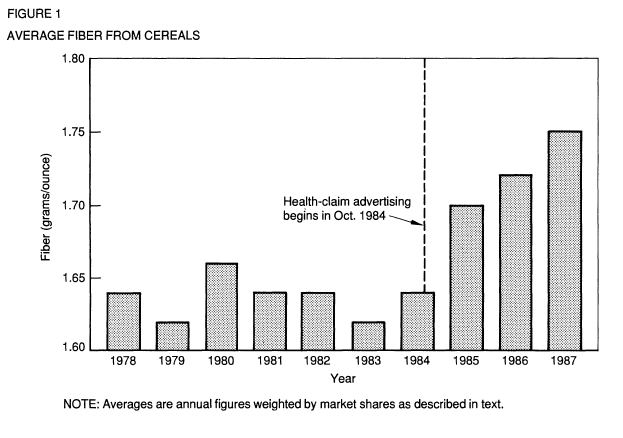 FIGURE 1
AVERAGE FIBER FROM CEREALS
1.80
1.75
1.70
1.65
1.60
Fiber (grams/ounce)
Health-claim advertising
begins in Oct. 1984
1978 1979 1980 1981 1982 1983 1984 1985 1986 1987
Year
NOTE: Averages are annual figures weighted by market shares as described in text.